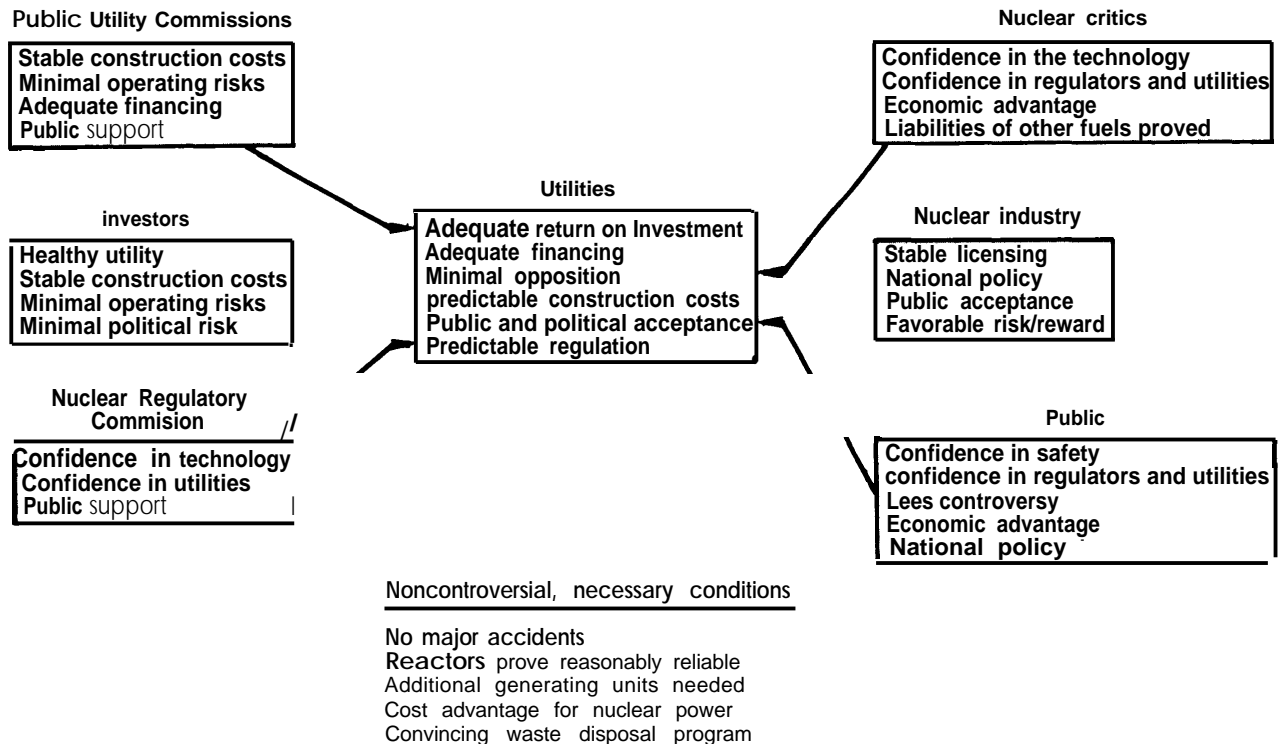 Public Utility Commissions
Stable construction costs
Minimal operating risks
Adequate financing
Public support
investors
Healthy utility
Stable construction costs
Minimal operating risks
Minimal political risk
Nuclear Regulatory
Commision
Confidence in technology
Confidence in utilities
Public support
Utilities
Adequate return on Investment
Adequate financing
Minimal opposition
predictable construction costs
Public and political acceptance
Predictable regulation
Nuclear critics
Confidence in the technology
Confidence in regulators and utilities
Economic advantage
Liabilities of other fuels proved
Nuclear industry
Stable licensing
National policy
Public acceptance
Favorable risk/reward
Public
Confidence in safety
confidence in regulators and utilities
Lees controversy
Economic advantage
National policy
Noncontroversial, necessary conditions
No major accidents
Reactors prove reasonably reliable
Additional generating units needed
Cost advantage for nuclear power
Convincing waste disposal program